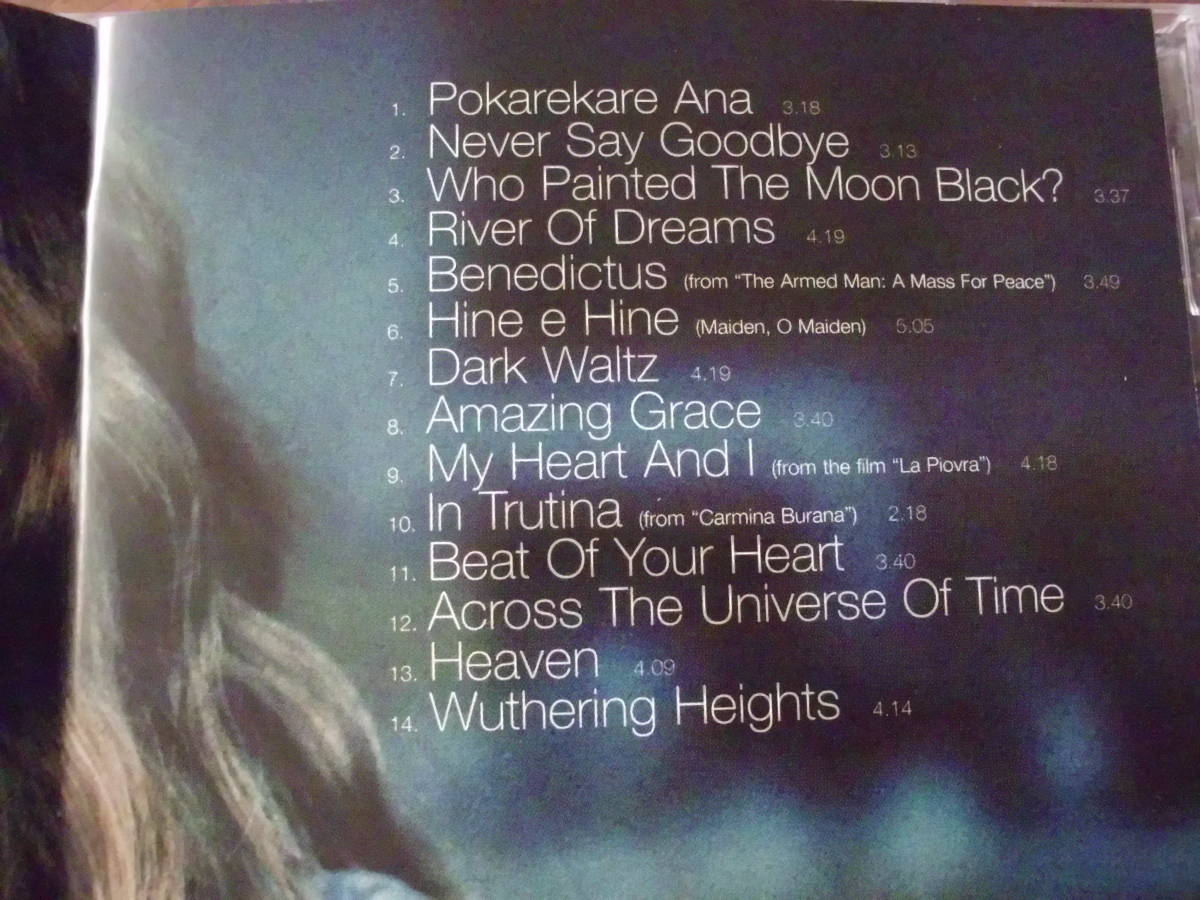 1. Pokarekare Ana 3.18
2. Never Say Goodbye 3.13
3. Who Painted The Moon Black? 3.37
4. River Of Dreams 4.19
5. Benedictus (from "The Armed Man: A Mass For Peace") 3.49
6. Hine e Hine (Maiden, O Maiden) 5.05
7. Dark Waltz 4.19
8. Amazing Grace 3.40
9. My Heart And I (from the film "La Piovra") 4.18
10. In Trutina (from "Carmina Burana") 2.18
11. Beat Of Your Heart 3.40
12. Across The Universe Of Time 3.40
13. Heaven 4.09
14. Wuthering Heights 4.14